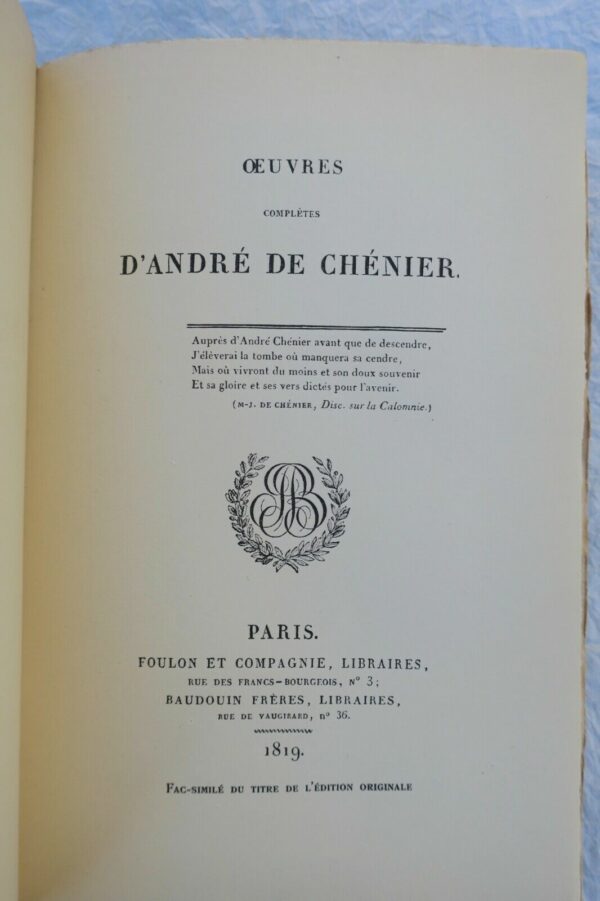 ŒUVRES
COMPLÈTES
D'ANDRÉ DE CHÉNIER.
Auprès d'André Chénier avant que de descendre,
J'élèverai la tombe où manquera sa cendre,
Mais où vivront du moins et son doux souvenir
Et sa gloire et ses vers dictés pour l'avenir.
(M-J. DE CHÉNIER, Disc. sur la Calomnie.)
PARIS.
FOULON ET COMPAGNIE, LIBRAIRES,
RUE DES FRANCS-BOURGEOIS, N° 3;
BAUDOUIN FRÈRES, LIBRAIRES,
RUE DE VAUGIRARD, n° 36.
1819.
FAC-SIMILÉ DU TITRE DE L'ÉDITION ORIGINALE